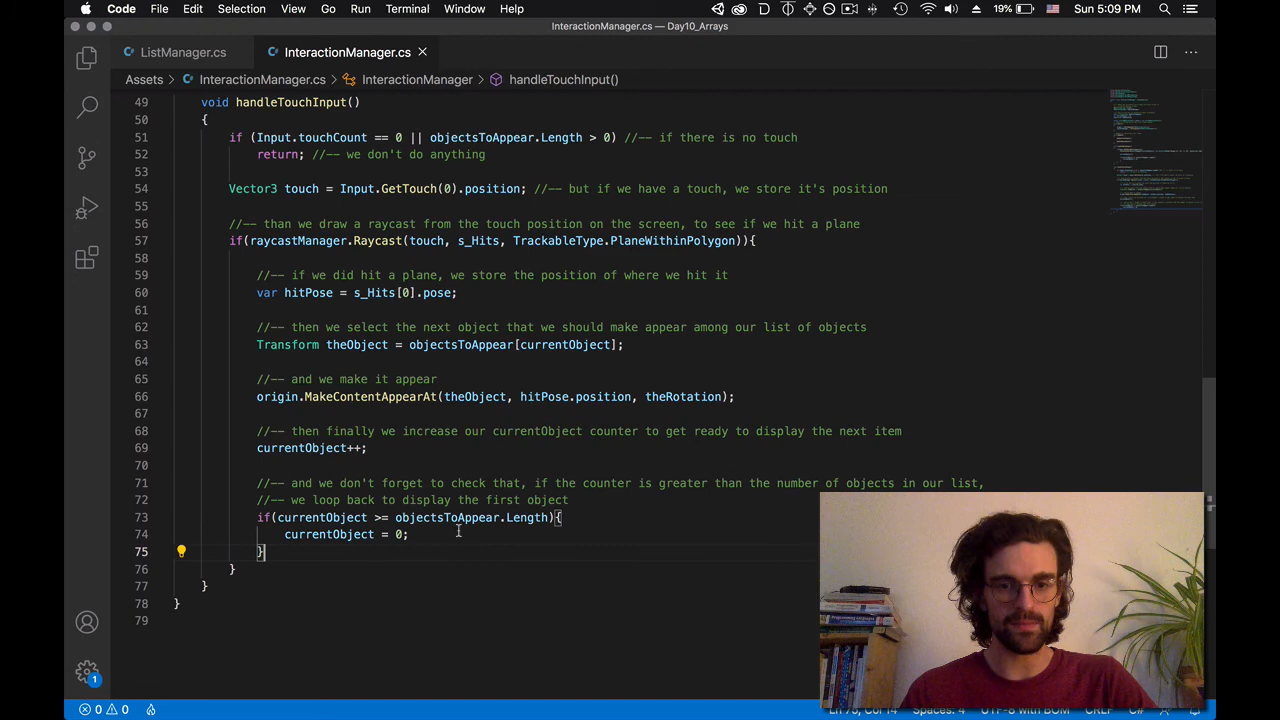 Code File Edit Selection View Go Run Terminal Window Help 19% Sun 5:09 PM
InteractionManager.cs — Day10_Arrays
ListManager.cs InteractionManager.cs
Assets InteractionManager.cs InteractionManager handleTouchInput()
49 void handleTouchInput()
50 {
51 if (Input.touchCount == 0 || objectsToAppear.Length > 0) //-- if there is no touch
52 return; //-- we don't do anything
53
54 Vector3 touch = Input.GetTouch(0).position; //-- but if we have a touch, we store it's position
55
56 //-- than we draw a raycast from the touch position on the screen, to see if we hit a plane
57 if(raycastManager.Raycast(touch, s_Hits, TrackableType.PlaneWithinPolygon)){
58
59 //-- if we did hit a plane, we store the position of where we hit it
60 var hitPose = s_Hits[0].pose;
61
62 //-- then we select the next object that we should make appear among our list of objects
63 Transform theObject = objectsToAppear[currentObject];
64
65 //-- and we make it appear
66 origin.MakeContentAppearAt(theObject, hitPose.position, theRotation);
67
68 //-- then finally we increase our currentObject counter to get ready to display the next item
69 currentObject++;
70
71 //-- and we don't forget to check that, if the counter is greater than the number of objects in our list,
72 //-- we loop back to display the first object
73 if(currentObject >= objectsToAppear.Length){
74 currentObject = 0;
75 }
76 }
77 }
78 }
79
1
0 0 Ln 75, Col 14 Spaces: 4 UTF-8 with BOM CRLF C#